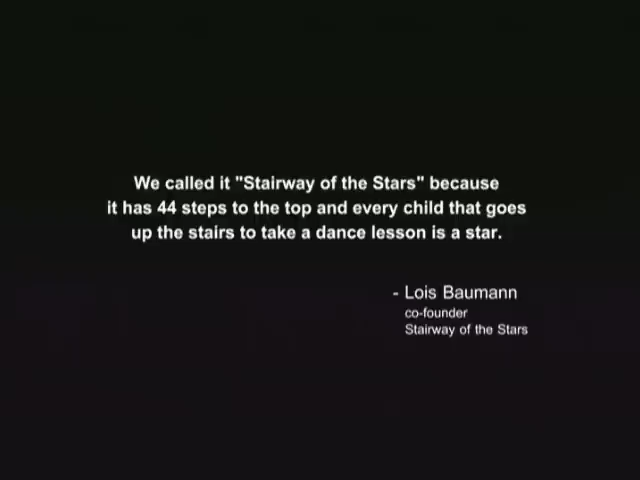 We called it "Stairway of the Stars" because
it has 44 steps to the top and every child that goes
up the stairs to take a dance lesson is a star.
- Lois Baumann
co-founder
Stairway of the Stars